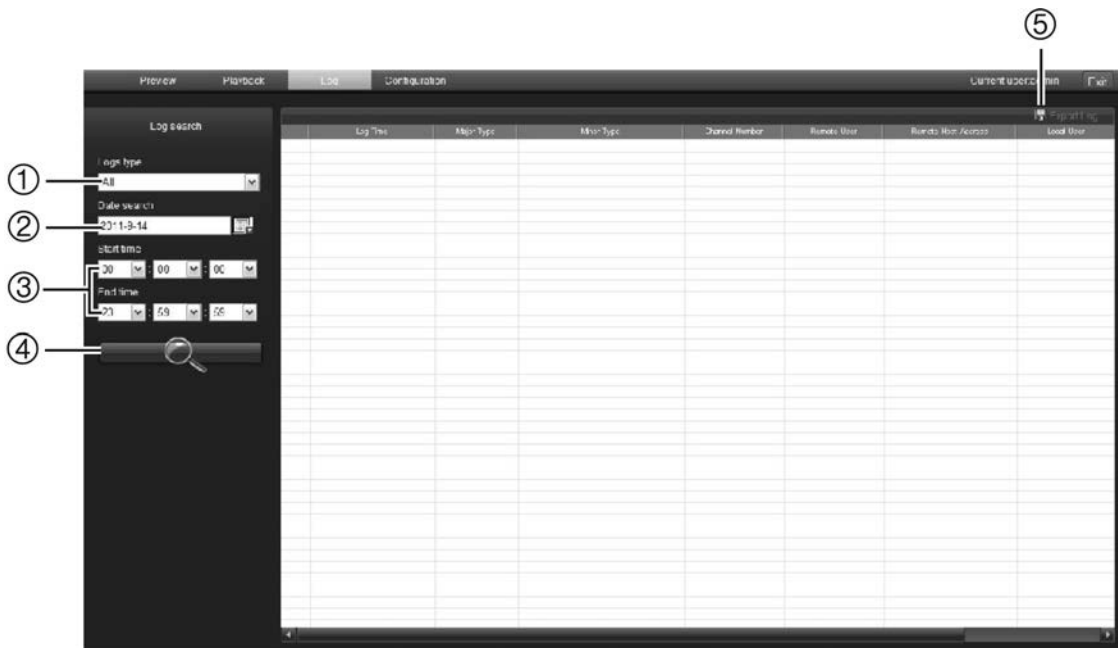 ⑤
Preview Playback Log Configuration Current user:admin Exit
Log search
Export Log
Log Time Major Type Minor Type Channel Number Remote User Remote Host Address Local User
Logs type
① All
Date search
② 2011-9-14
Start time
00 : 00 : 00
③
End time
23 : 59 : 59
④